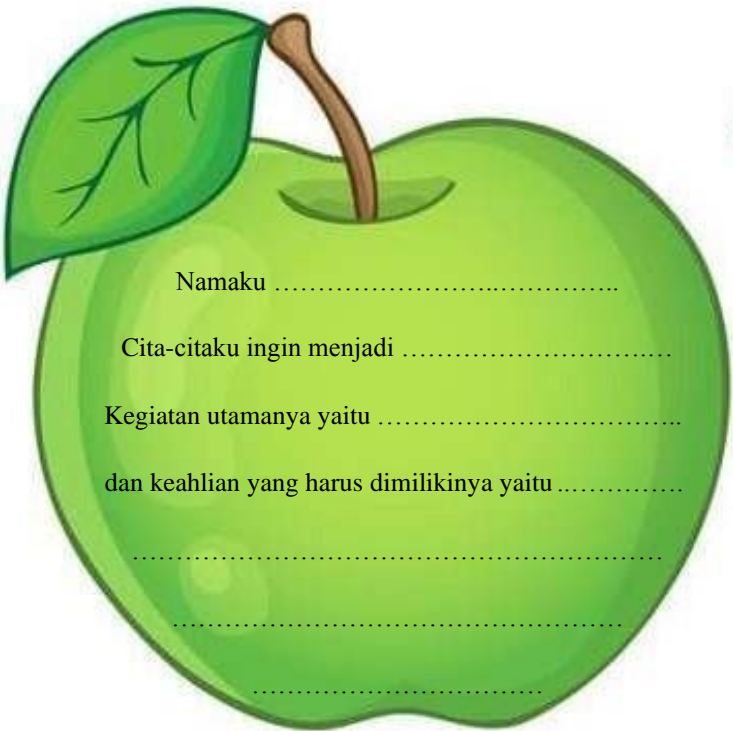 Namaku ……………………..…………..
Cita-citaku ingin menjadi ……………………….…
Kegiatan utamanya yaitu ……………………………..
dan keahlian yang harus dimilikinya yaitu ..………….
……………………………………………………
……………………………………………
……………………………